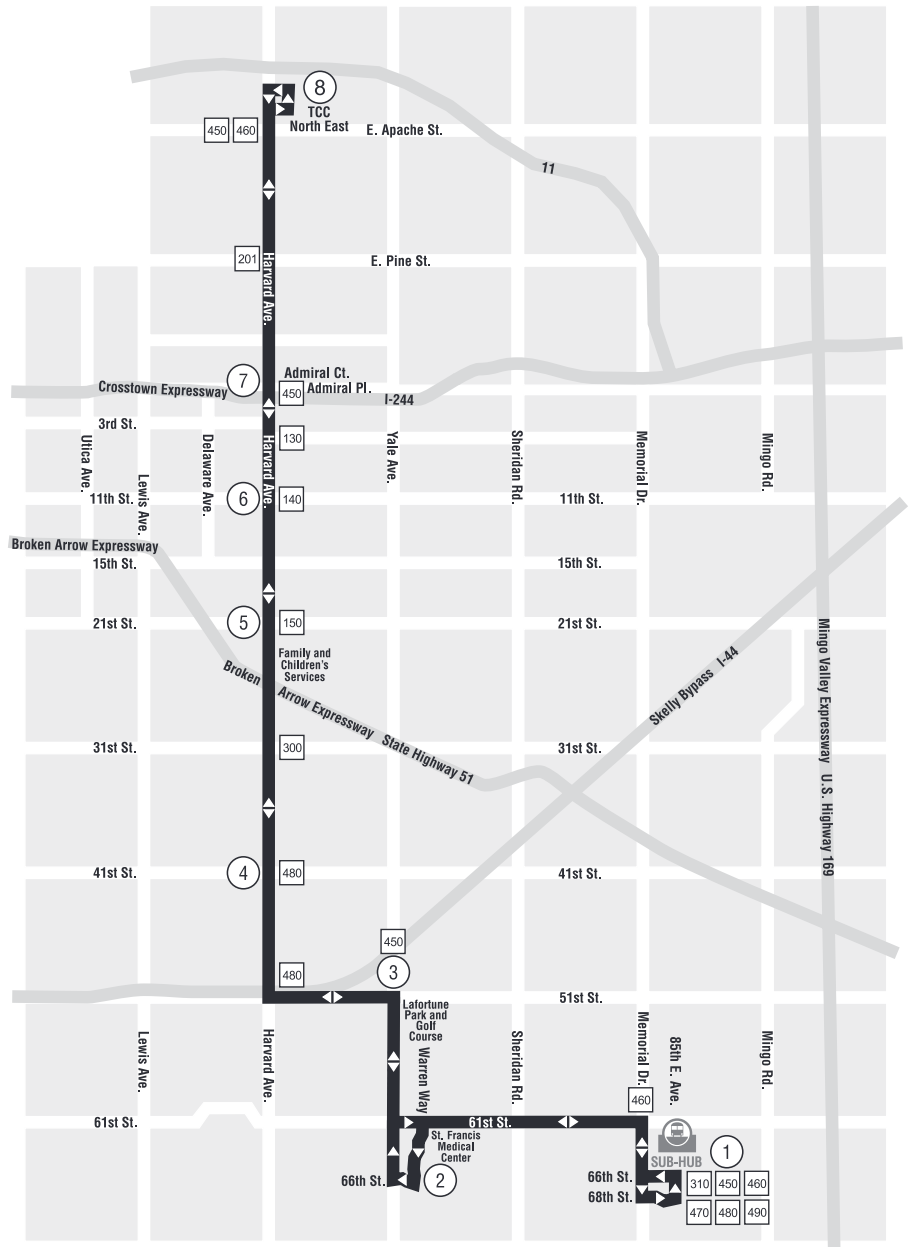 8
TCC
North East
450 460
E. Apache St.
11
201
Harvard Ave.
E. Pine St.
7
Admiral Ct.
Admiral Pl.
Crosstown Expressway
450
I-244
3rd St.
130
Utica Ave.
Lewis Ave.
Delaware Ave.
Harvard Ave.
Yale Ave.
Sheridan Rd.
Memorial Dr.
Mingo Rd.
11th St.
6
140
11th St.
Broken Arrow Expressway
15th St.
15th St.
21st St.
5
150
21st St.
Family and
Children's
Services
Broken Arrow Expressway State Highway 51
Skelly Bypass I-44
Mingo Valley Expressway U.S. Highway 169
31st St.
300
31st St.
41st St.
4
480
41st St.
450
3
480
51st St.
Lafortune
Park and
Golf
Course
Lewis Ave.
Harvard Ave.
Warren Way
Sheridan Rd.
Memorial Dr.
85th E. Ave.
Mingo Rd.
460
61st St.
61st St.
St. Francis
Medical
Center
SUB-HUB
1
66th St.
2
66th St.
68th St.
310 450 460
470 480 490